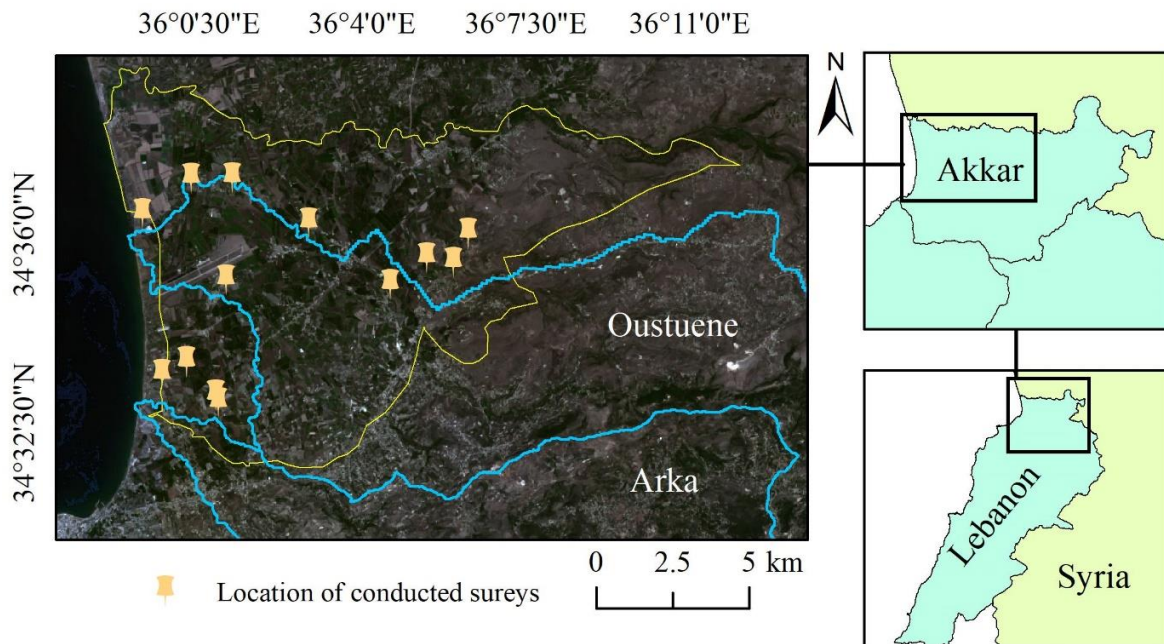 36°0'30"E 36°4'0"E 36°7'30"E 36°11'0"E
34°36'0"N
34°32'30"N
Oustuene
Arka
N
Akkar
Lebanon
Syria
Location of conducted sureys
0 2.5 5 km